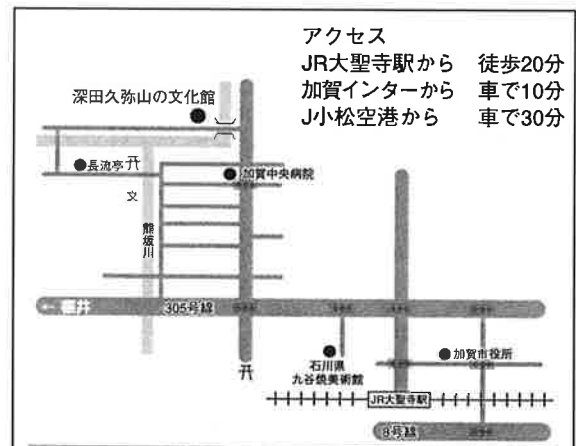 アクセス
JR大聖寺駅から 徒歩20分
加賀インターから 車で10分
J小松空港から 車で30分
深田久弥山の文化館
長流亭
文
加賀中央病院
熊坂川
←福井
305号線
石川県
九谷焼美術館
加賀市役所
JR大聖寺駅
8号線